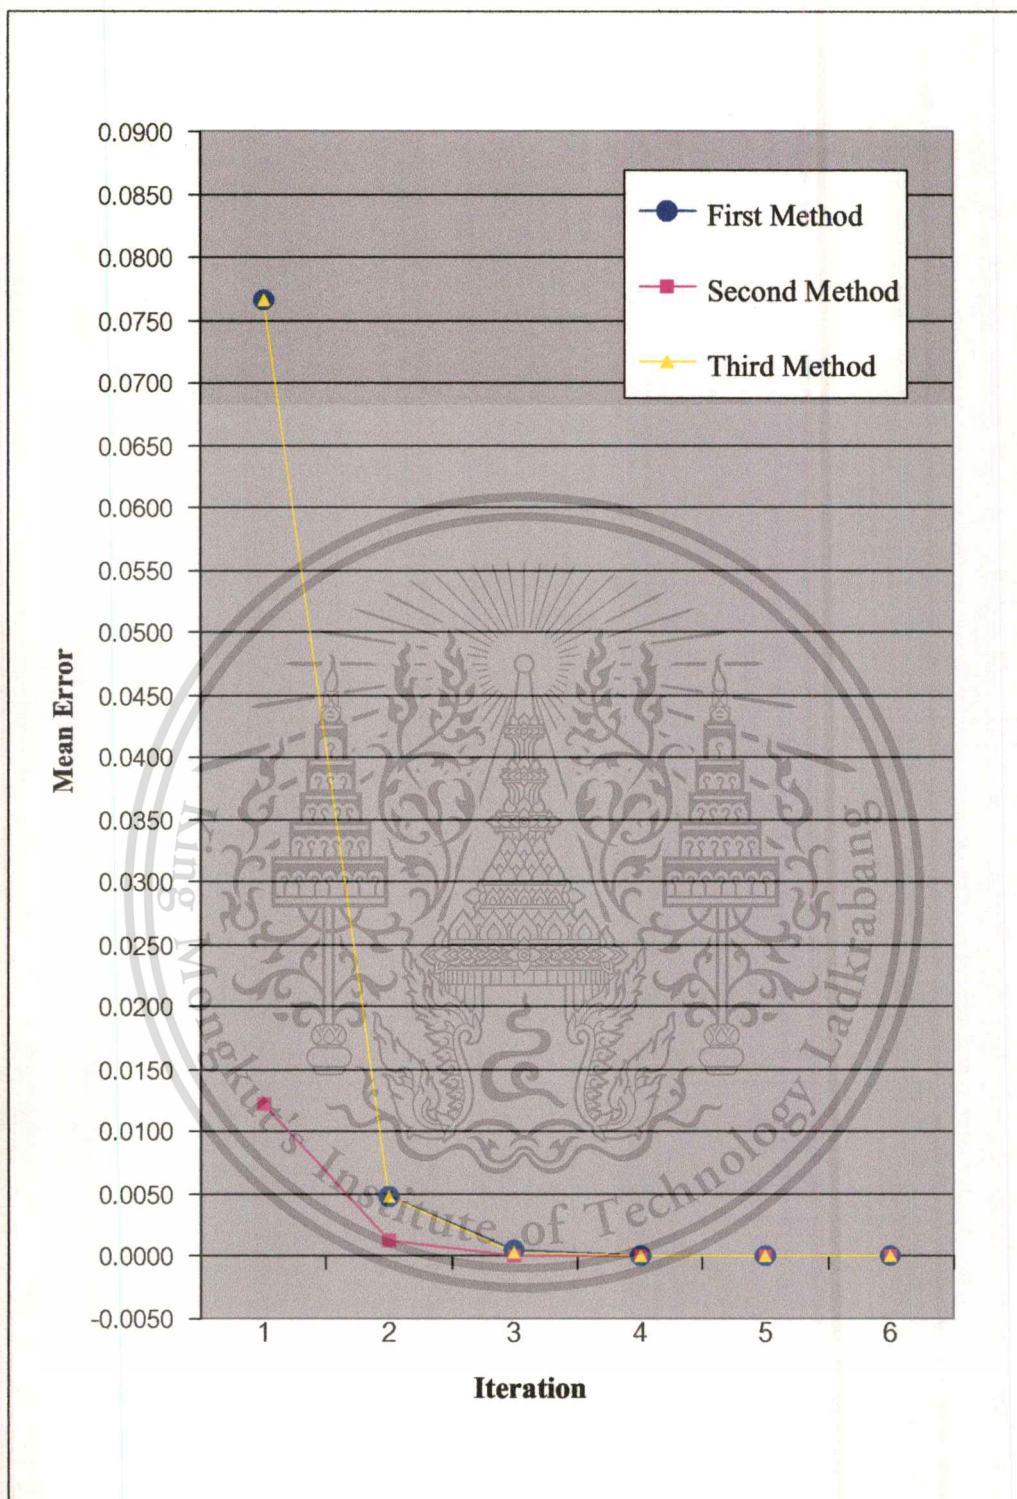 0.0900
0.0850
0.0800
0.0750
0.0700
0.0650
0.0600
0.0550
0.0500
0.0450
0.0400
0.0350
0.0300
0.0250
0.0200
0.0150
0.0100
0.0050
0.0000
-0.0050
Mean Error
First Method
Second Method
Third Method
King Mongkut's Institute of Technology Ladkrabang
1 2 3 4 5 6
Iteration